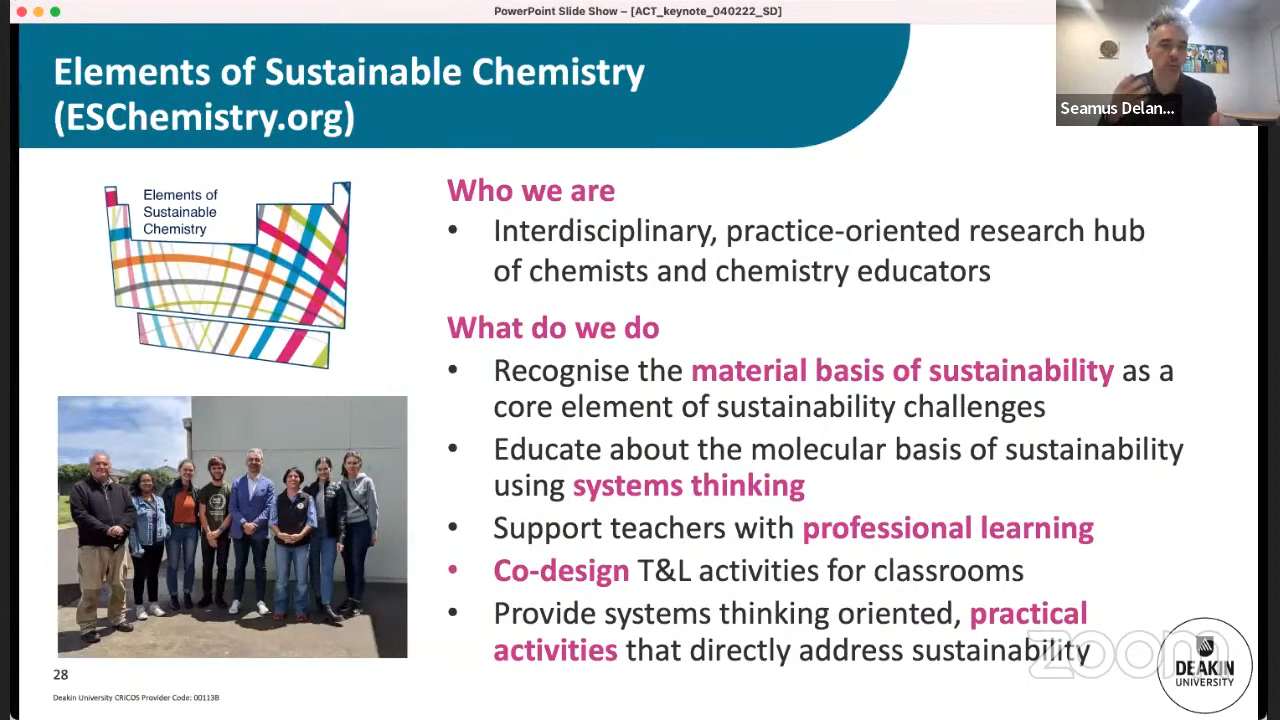 PowerPoint Slide Show – [ACT_keynote_040222_SD]
Elements of Sustainable Chemistry
(ESChemistry.org)
Seamus Delan...
Elements of
Sustainable
Chemistry
Who we are
• Interdisciplinary, practice-oriented research hub
of chemists and chemistry educators
What do we do
• Recognise the material basis of sustainability as a
core element of sustainability challenges
• Educate about the molecular basis of sustainability
using systems thinking
• Support teachers with professional learning
• Co-design T&L activities for classrooms
• Provide systems thinking oriented, practical
activities that directly address sustainability
zoom
DEAKIN
UNIVERSITY
28
Deakin University CRICOS Provider Code: 00113B